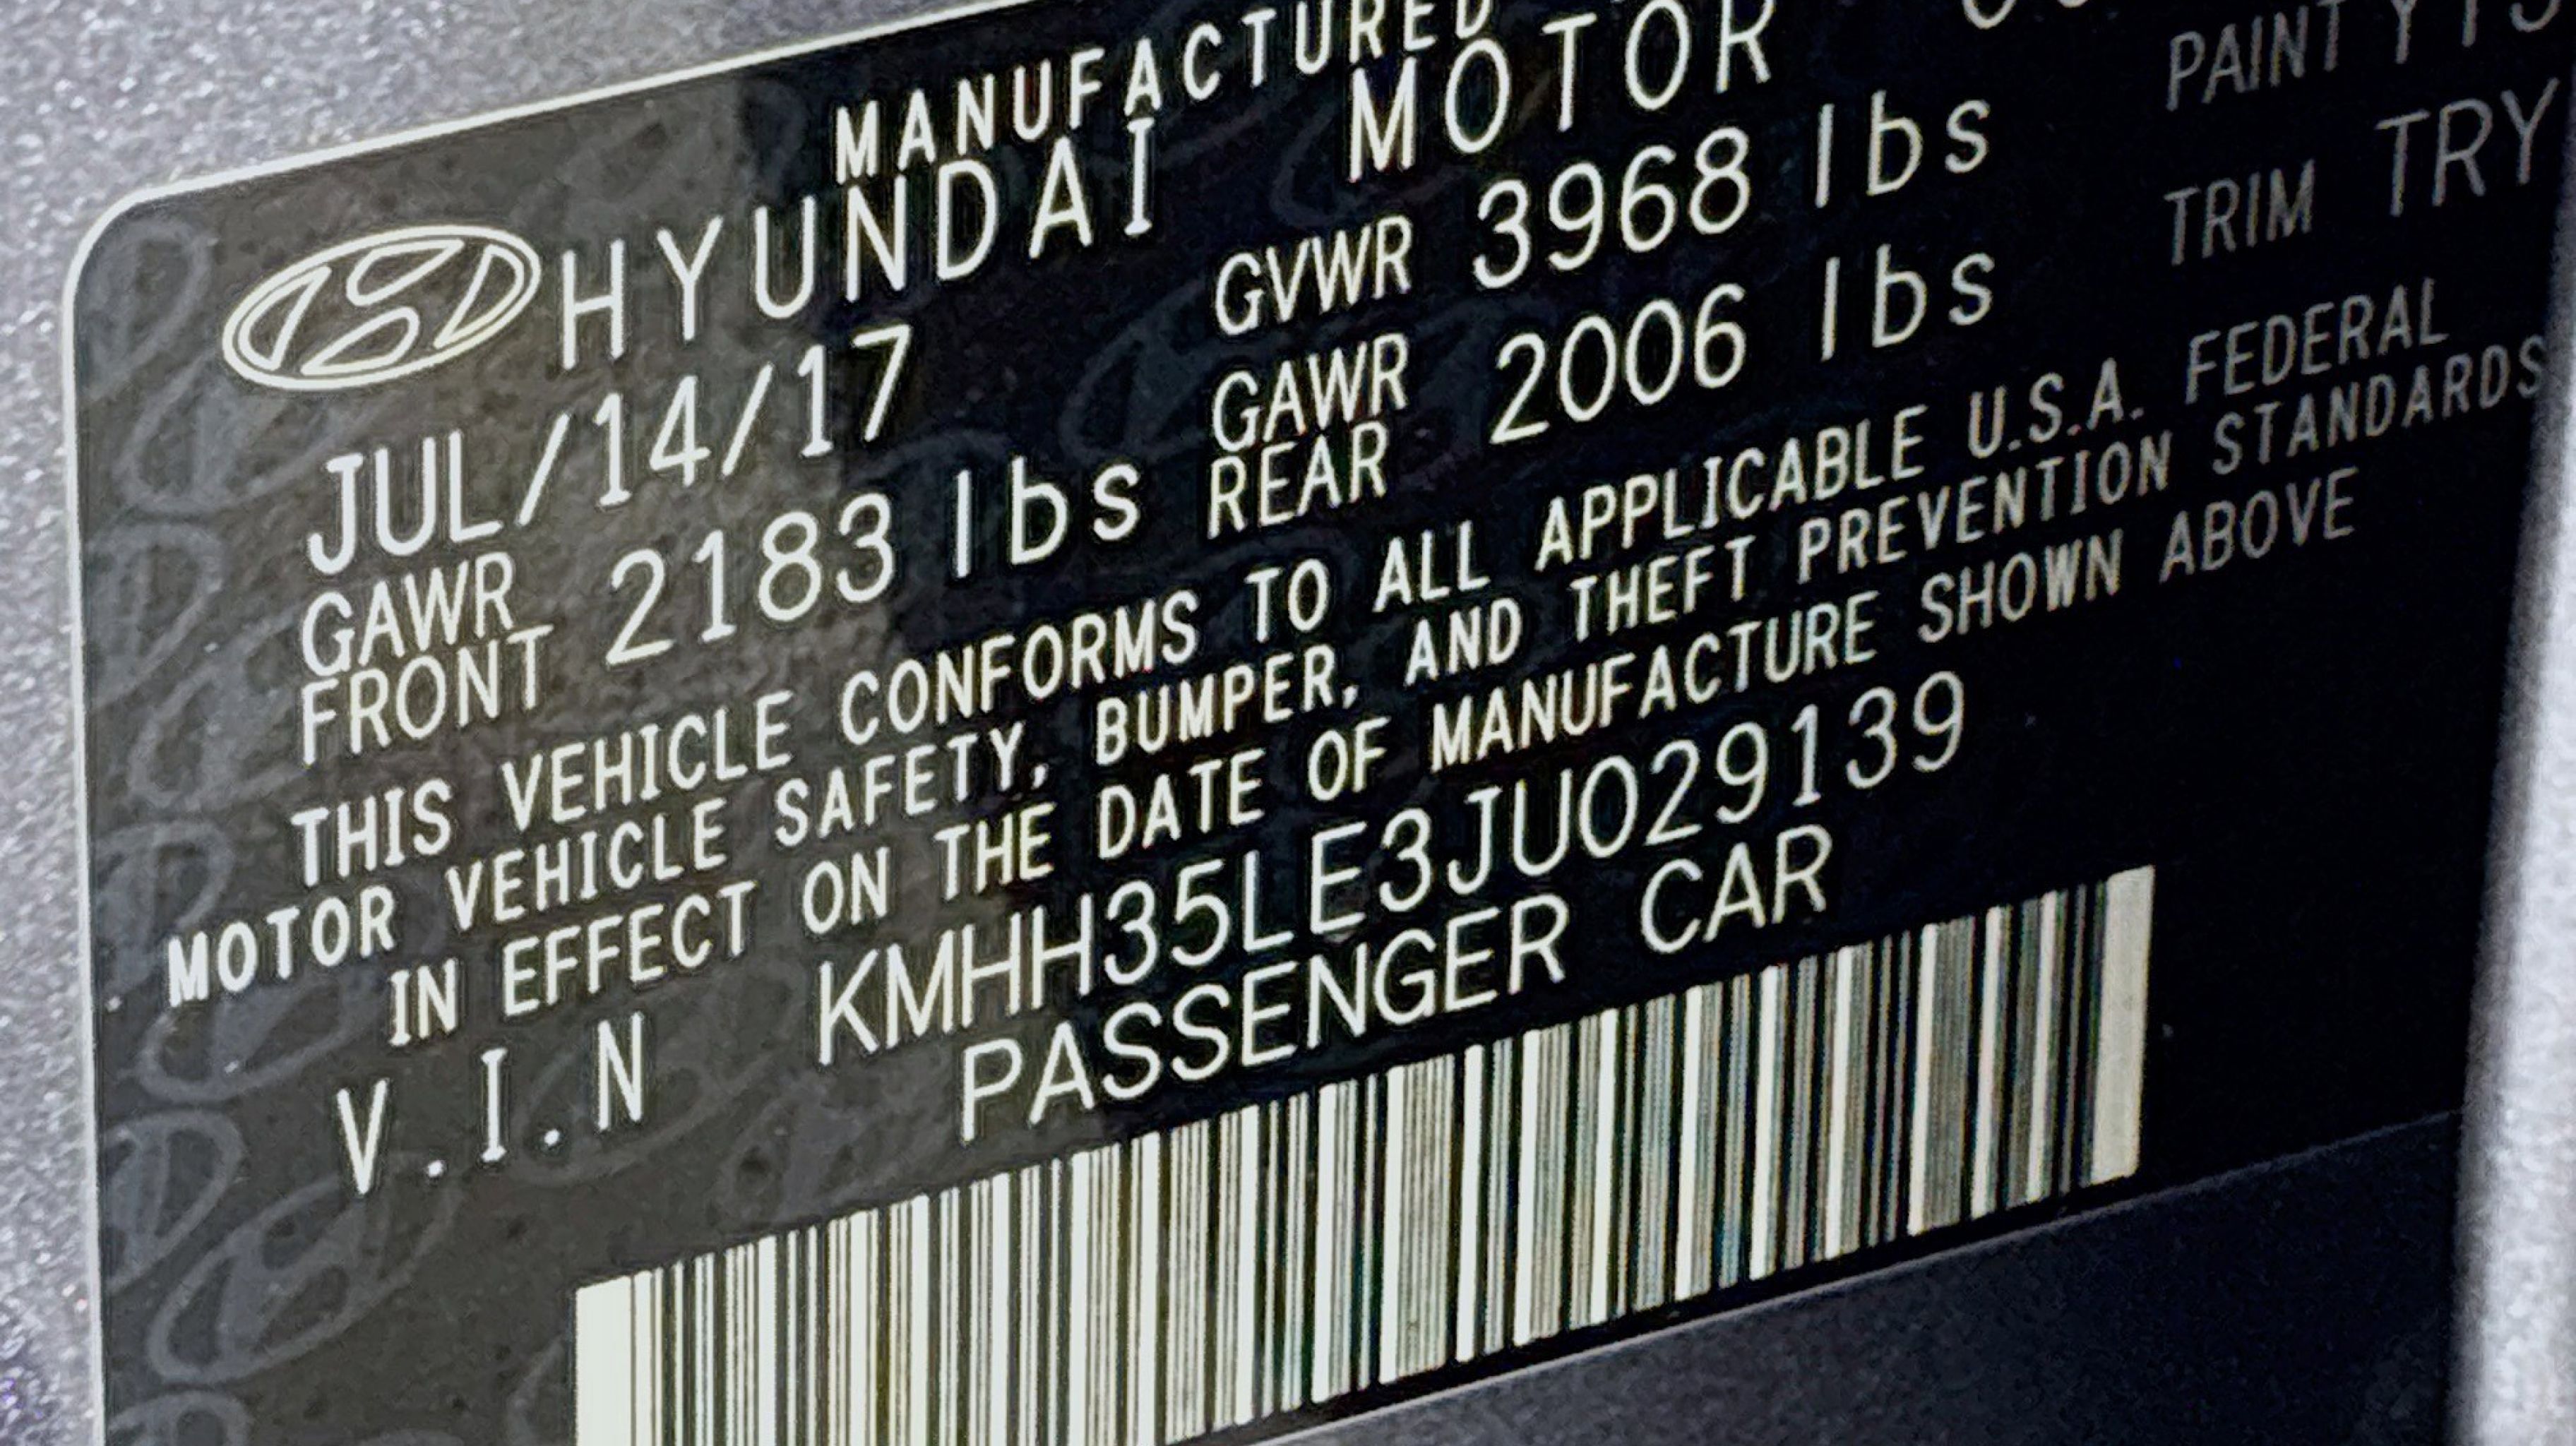 MANUFACTURED
HYUNDAI MOTOR
JUL/14/17 GVWR 3968 lbs PAINT
GAWR FRONT 2183 lbs GAWR REAR 2006 lbs TRIM TRY
THIS VEHICLE CONFORMS TO ALL APPLICABLE U.S.A. FEDERAL
MOTOR VEHICLE SAFETY, BUMPER, AND THEFT PREVENTION STANDARDS
IN EFFECT ON THE DATE OF MANUFACTURE SHOWN ABOVE
V.I.N KMHH35LE3JU029139
PASSENGER CAR